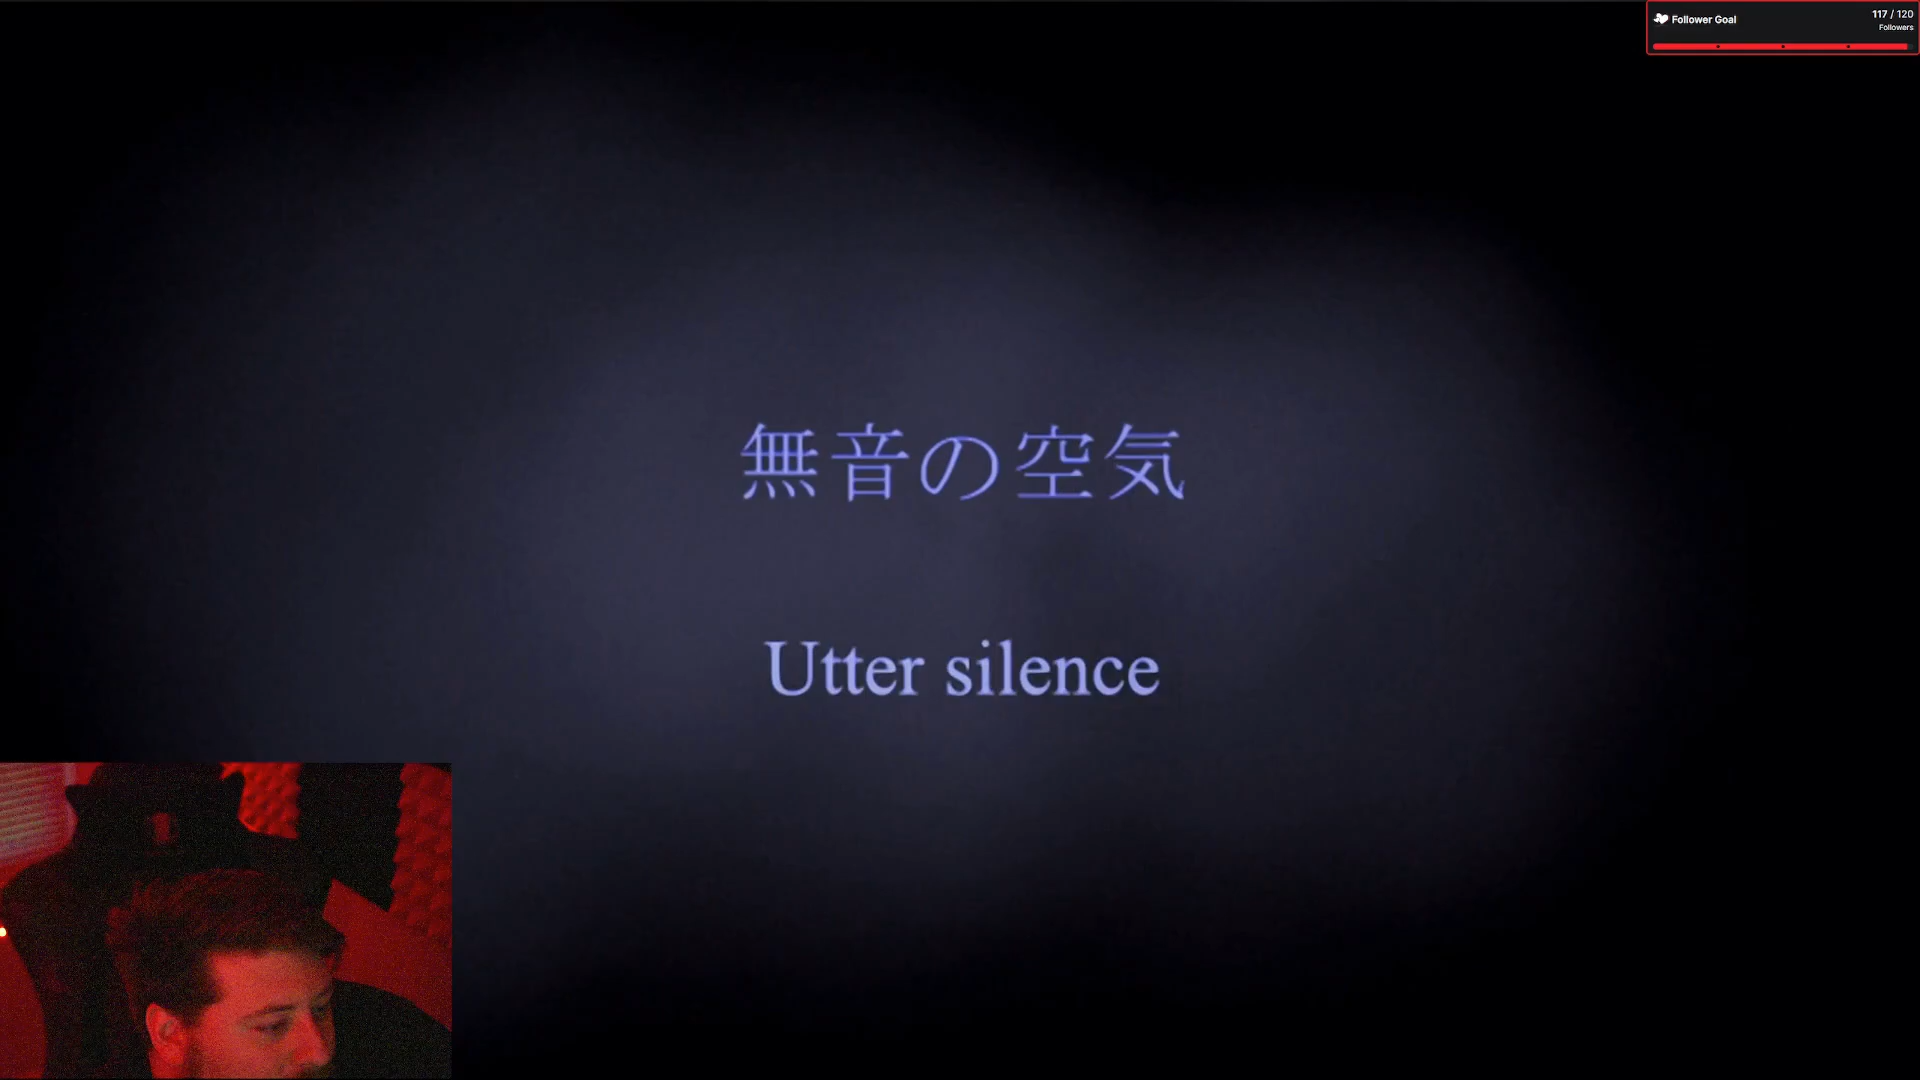 Follower Goal
117 / 120
Followers
無音の空気
Utter silence